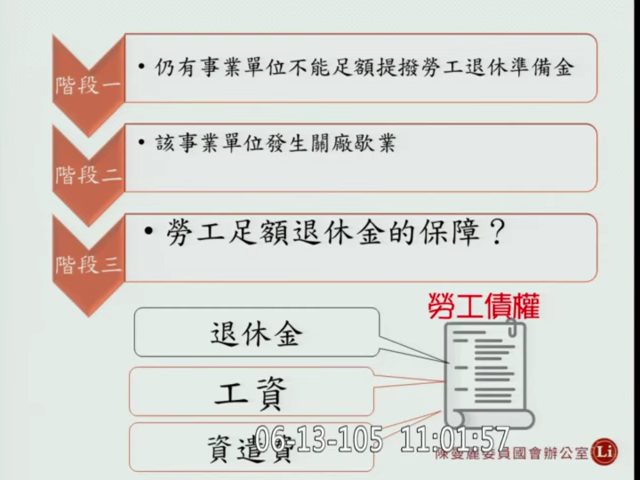 階段一
• 仍有事業單位不能足額提撥勞工退休準備金
階段二
• 該事業單位發生關廠歇業
階段三
• 勞工足額退休金的保障？
勞工債權
退休金
工資
資遣費
06-13-105 11:01:57
陳曼麗委員國會辦公室
Li